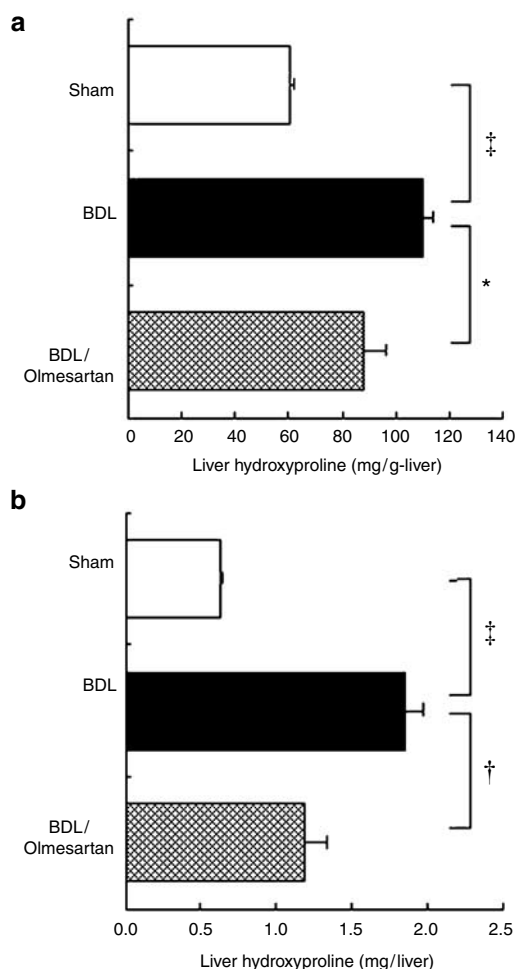 a
Sham
‡
BDL
*
BDL/
Olmesartan
0 20 40 60 80 100 120 140
Liver hydroxyproline (mg/g-liver)
b
Sham
‡
BDL
†
BDL/
Olmesartan
0.0 0.5 1.0 1.5 2.0 2.5
Liver hydroxyproline (mg/liver)